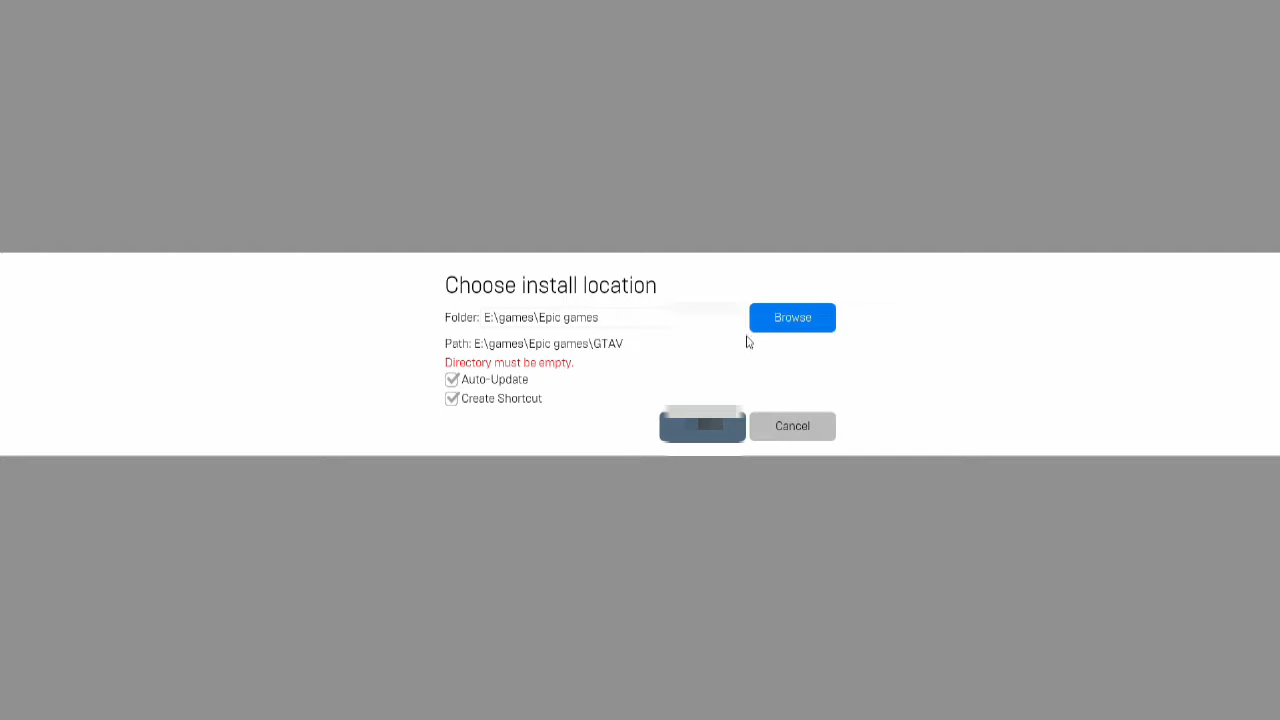 Choose install location
Folder: E:\games\Epic games
Browse
Path: E:\games\Epic games\GTAV
Directory must be empty.
Auto-Update
Create Shortcut
Cancel